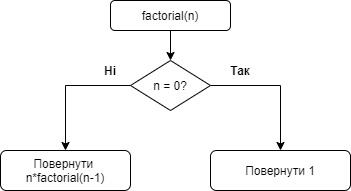 factorial(n)
Ні
Так
n = 0?
Повернути
n*factorial(n-1)
Повернути 1